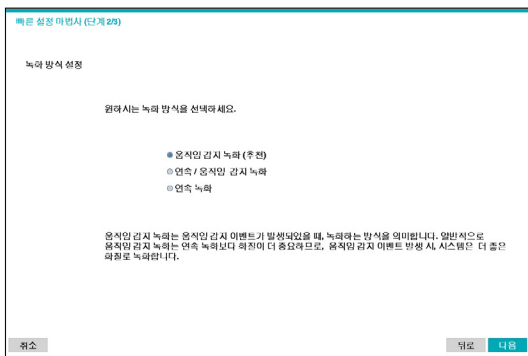 빠른 설정 마법사 (단계 2/3)
녹화 방식 설정
원하시는 녹화 방식을 선택하세요.
움직임 감지 녹화 (추천)
연속 / 움직임 감지 녹화
연속 녹화
움직임 감지 녹화는 움직임 감지 이벤트가 발생되었을 때, 녹화하는 방식을 의미합니다. 일반적으로
움직임 감지 녹화는 연속 녹화보다 화질이 더 중요하므로, 움직임 감지 이벤트 발생 시, 시스템은 더 좋은
화질로 녹화합니다.
취소
뒤로
다음